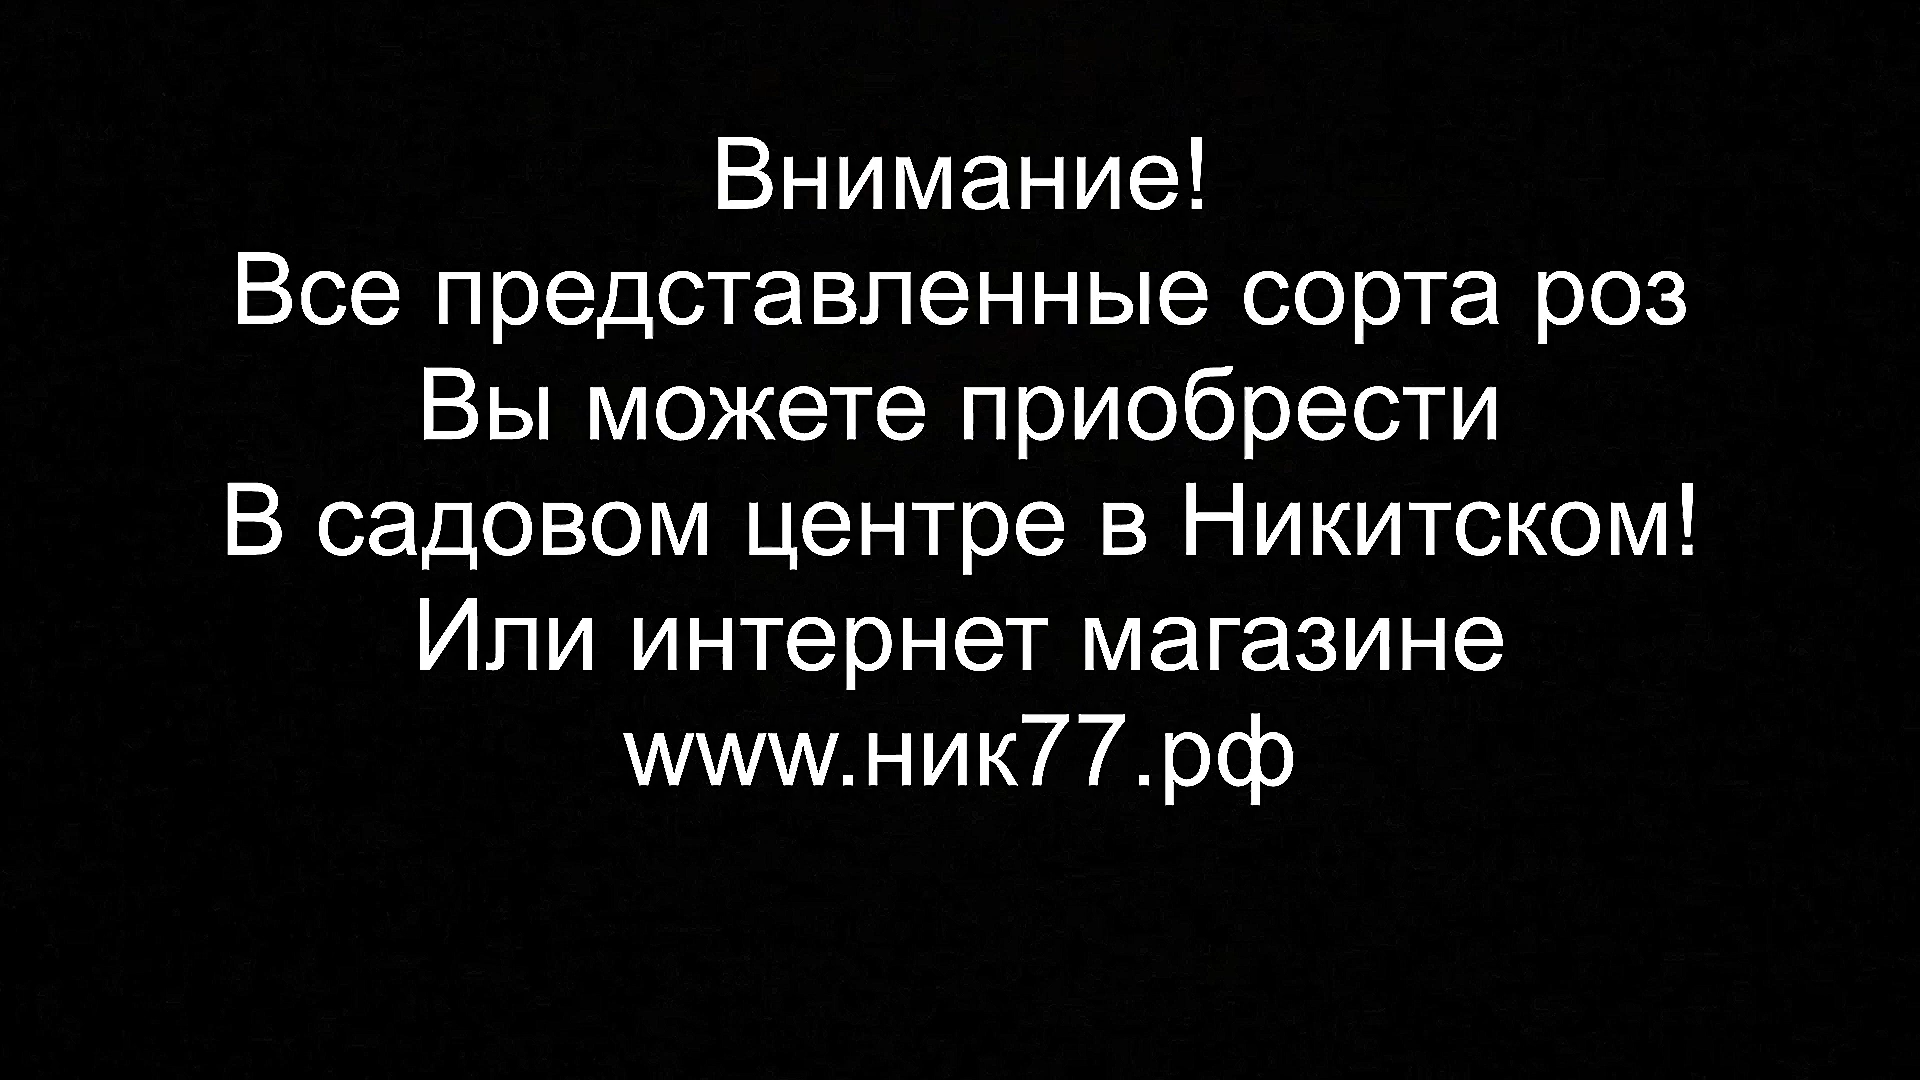 Внимание!
Все представленные сорта роз
Вы можете приобрести
В садовом центре в Никитском!
Или интернет магазине
www.ник77.рф